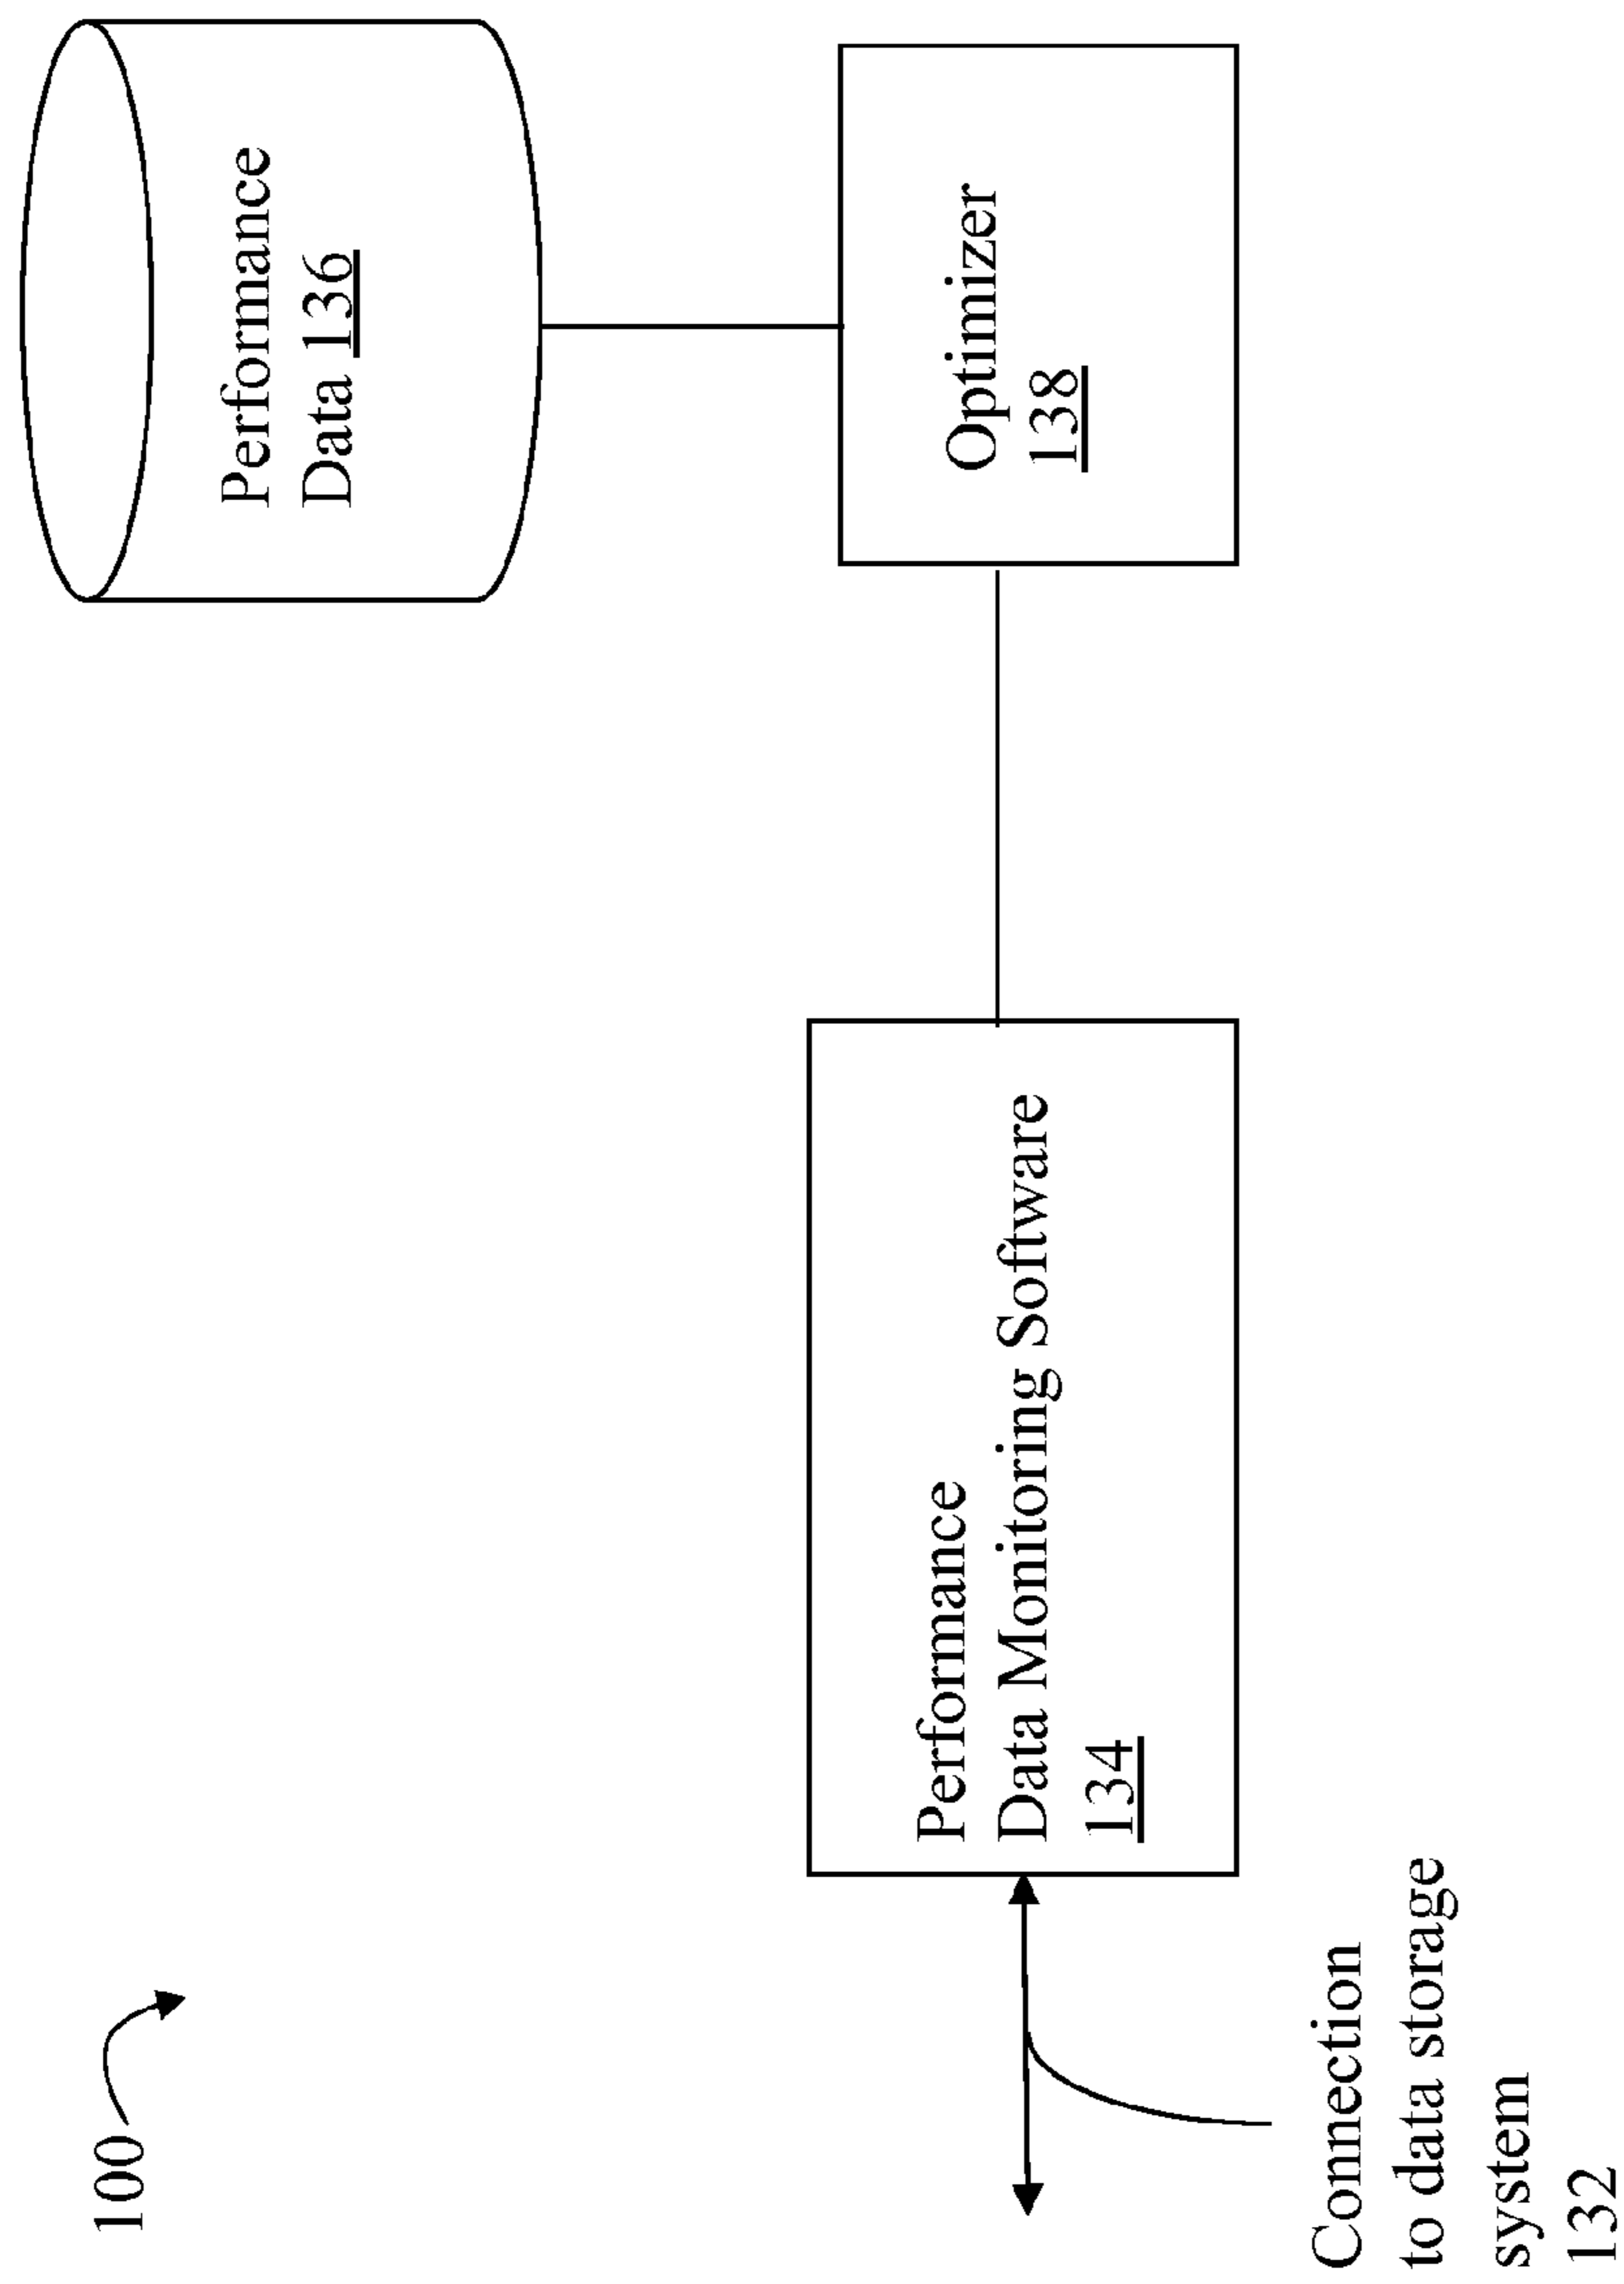 100
Performance
Data 136
Performance
Data Monitoring Software
134
Optimizer
138
Connection
to data storage
system
132